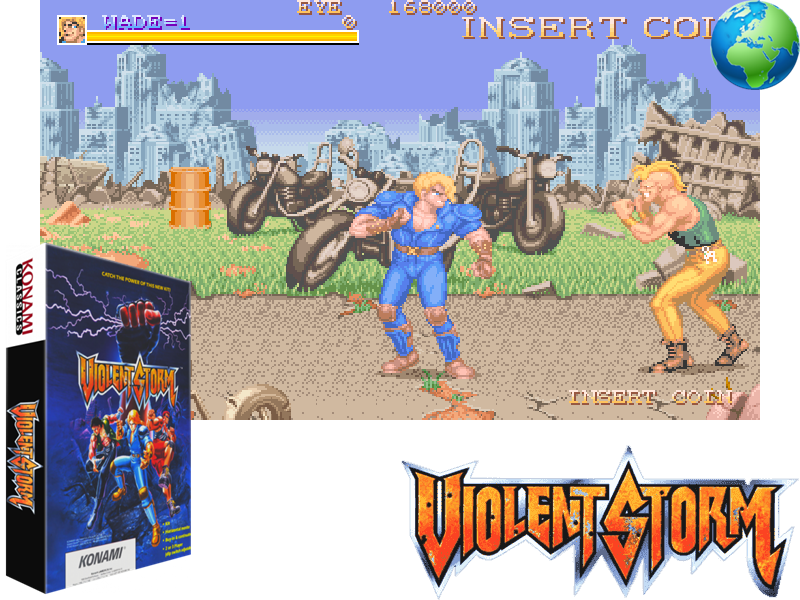 EYE 168000
WADE=1
0
INSERT COI
INSERT COIN
KONAMI
CLASSICS
CATCH THE POWER OF THIS NEW HIT!
VIOLENT STORM
VIOLENT STORM
KONAMI
VIOLENT STORM